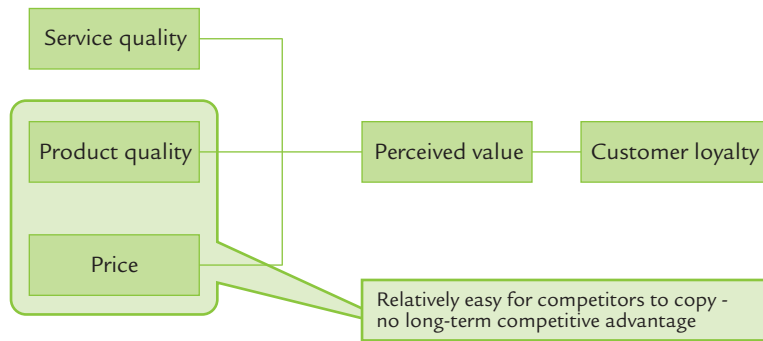 Service quality
Product quality
Perceived value
Customer loyalty
Price
Relatively easy for competitors to copy -
no long-term competitive advantage